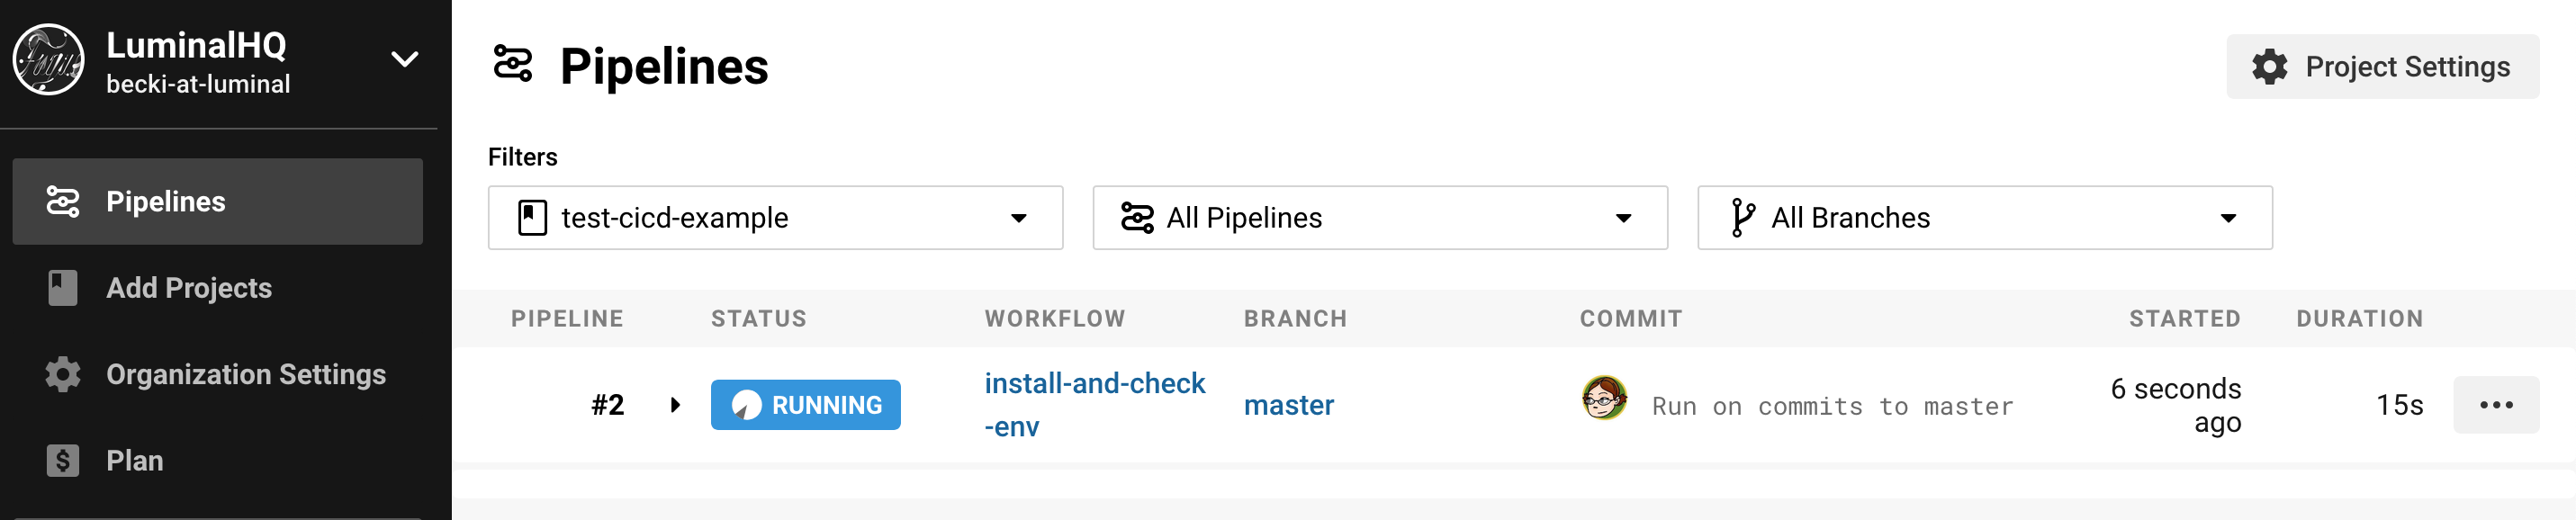 LuminalHQ
becki-at-luminal
Pipelines
Add Projects
Organization Settings
Plan
Pipelines
Project Settings
Filters
test-cicd-example
All Pipelines
All Branches
PIPELINE STATUS WORKFLOW BRANCH COMMIT STARTED DURATION
#2 RUNNING install-and-check
-env master Run on commits to master 6 seconds
ago 15s